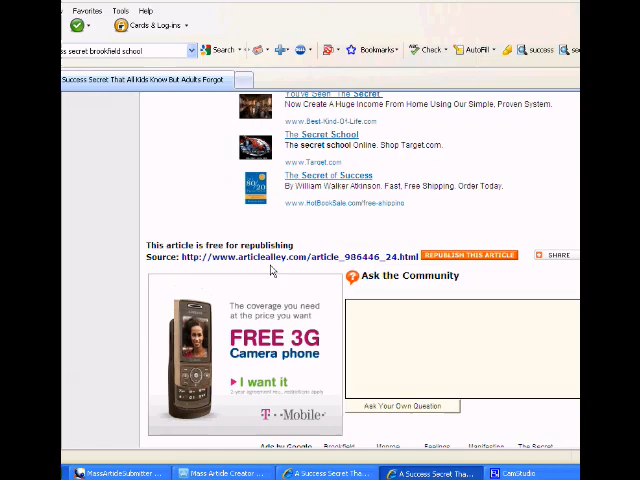 Favorites Tools Help
Cards & Log-ins
ss secret brookfield school Search Bookmarks Check AutoFill success se
Success Secret That All Kids Know But Adults Forgot
You've Seen "The Secret"
Now Create A Huge Income From Home Using Our Simple, Proven System.
www.Best-Kind-Of-Life.com
The Secret School
The secret school Online. Shop Target.com.
www.Target.com
The Secret of Success
By William Walker Atkinson. Fast, Free Shipping. Order Today.
www.HotBookSale.com/free-shipping
80/20
This article is free for republishing
Source: http://www.articlealley.com/article_986446_24.html REPUBLISH THIS ARTICLE SHARE
Ask the Community
The coverage you need
at the price you want
FREE 3G
Camera phone
I want it
T··Mobile
Ask Your Own Question
Ads by Google Brookfield Monroe Feelings Manifesting The Secret
MassArticleSubmitter ... Mass Article Creator ... A Success Secret Tha... A Success Secret Tha... CamStudio